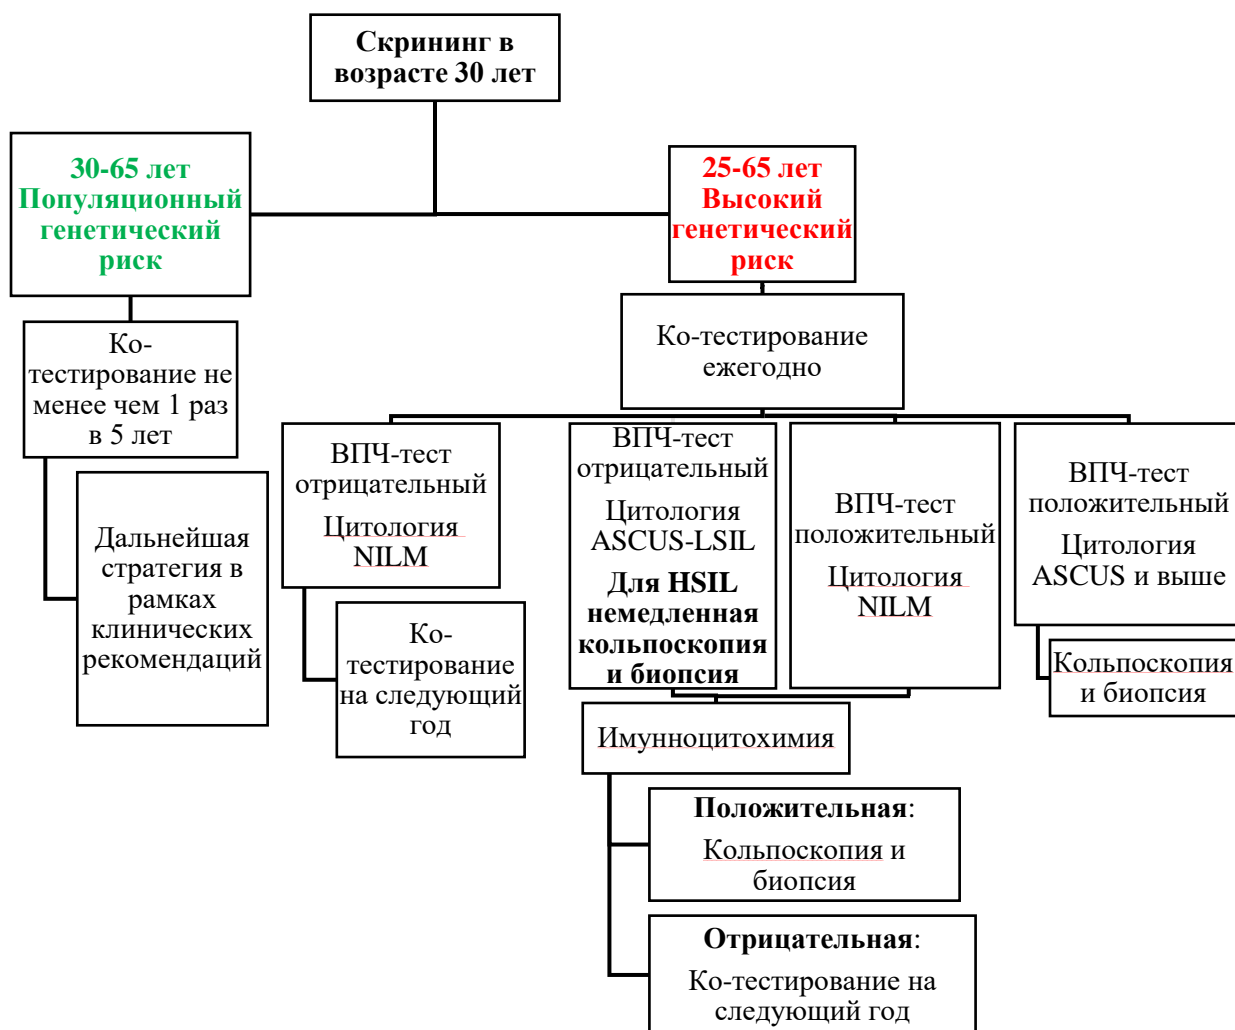 Скрининг в
возрасте 30 лет
30-65 лет
Популяционный
генетический
риск
25-65 лет
Высокий
генетический
риск
Ко-
тестирование не
менее чем 1 раз
в 5 лет
Дальнейшая
стратегия в
рамках
клинических
рекомендаций
Ко-тестирование
ежегодно
ВПЧ-тест
отрицательный
Цитология
NILM
Ко-
тестирование
на следующий
год
ВПЧ-тест
отрицательный
Цитология
ASCUS-LSIL
Для HSIL
немедленная
кольпоскопия
и биопсия
ВПЧ-тест
положительный
Цитология
NILM
ВПЧ-тест
положительный
Цитология
ASCUS и выше
Кольпоскопия
и биопсия
Имунноцитохимия
Положительная:
Кольпоскопия и
биопсия
Отрицательная:
Ко-тестирование на
следующий год